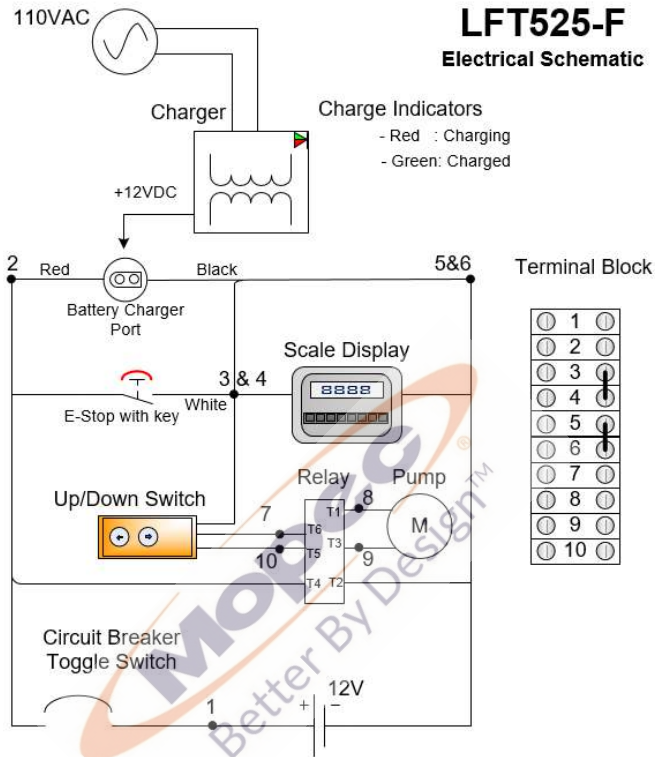 110VAC
LFT525-F
Electrical Schematic
Charger
Charge Indicators
- Red : Charging
- Green: Charged
+12VDC
2
Red
Black
5&6
Battery Charger
Port
Terminal Block
1
2
3
4
5
6
7
8
9
10
Scale Display
8888
3 & 4
E-Stop with key
White
Relay
Pump
Up/Down Switch
7
8
T1
T6
M
T3
10
T5
9
T4
T2
Circuit Breaker
Toggle Switch
1
12V
+
−
Mopec
®
Better By Design™